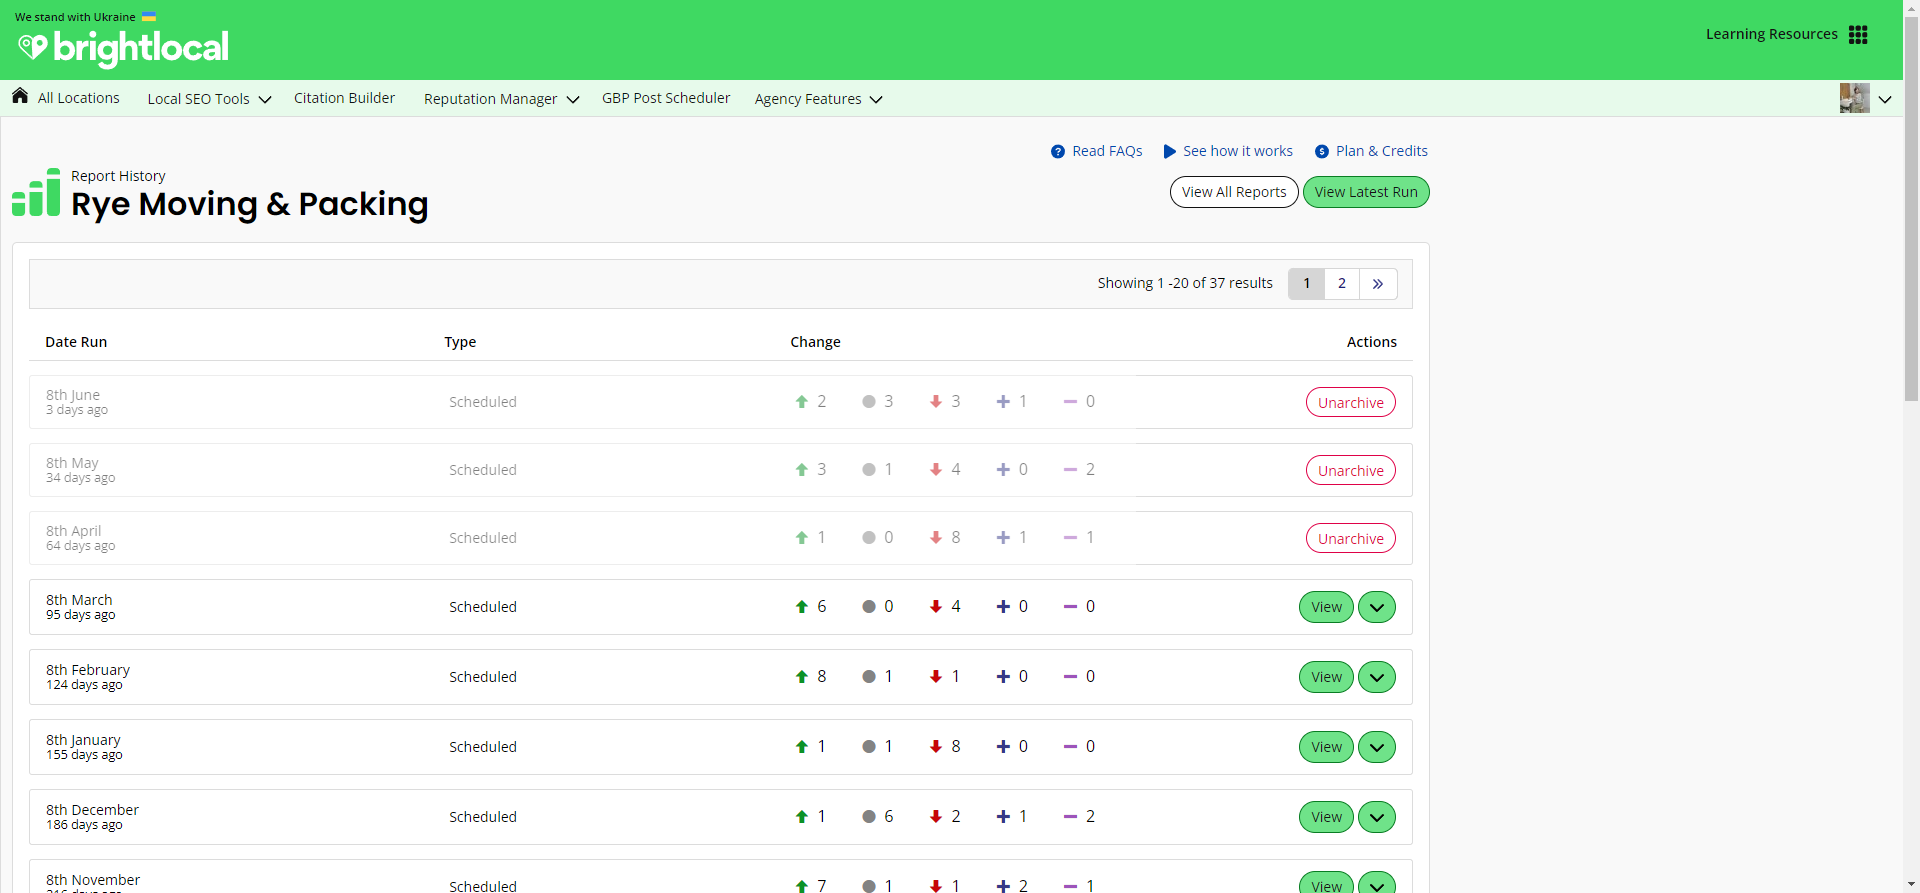 We stand with Ukraine
brightlocal
Learning Resources
All Locations Local SEO Tools Citation Builder Reputation Manager GBP Post Scheduler Agency Features
Read FAQs See how it works Plan & Credits
Report History
Rye Moving & Packing
View All Reports View Latest Run
Showing 1 -20 of 37 results 1 2 »
Date Run Type Change Actions
8th June
3 days ago
Scheduled 2 3 3 1 0 Unarchive
8th May
34 days ago
Scheduled 3 1 4 0 2 Unarchive
8th April
64 days ago
Scheduled 1 0 8 1 1 Unarchive
8th March
95 days ago
Scheduled 6 0 4 0 0 View
8th February
124 days ago
Scheduled 8 1 1 0 0 View
8th January
155 days ago
Scheduled 1 1 8 0 0 View
8th December
186 days ago
Scheduled 1 6 2 1 2 View
8th November
Scheduled 7 1 1 2 1 View